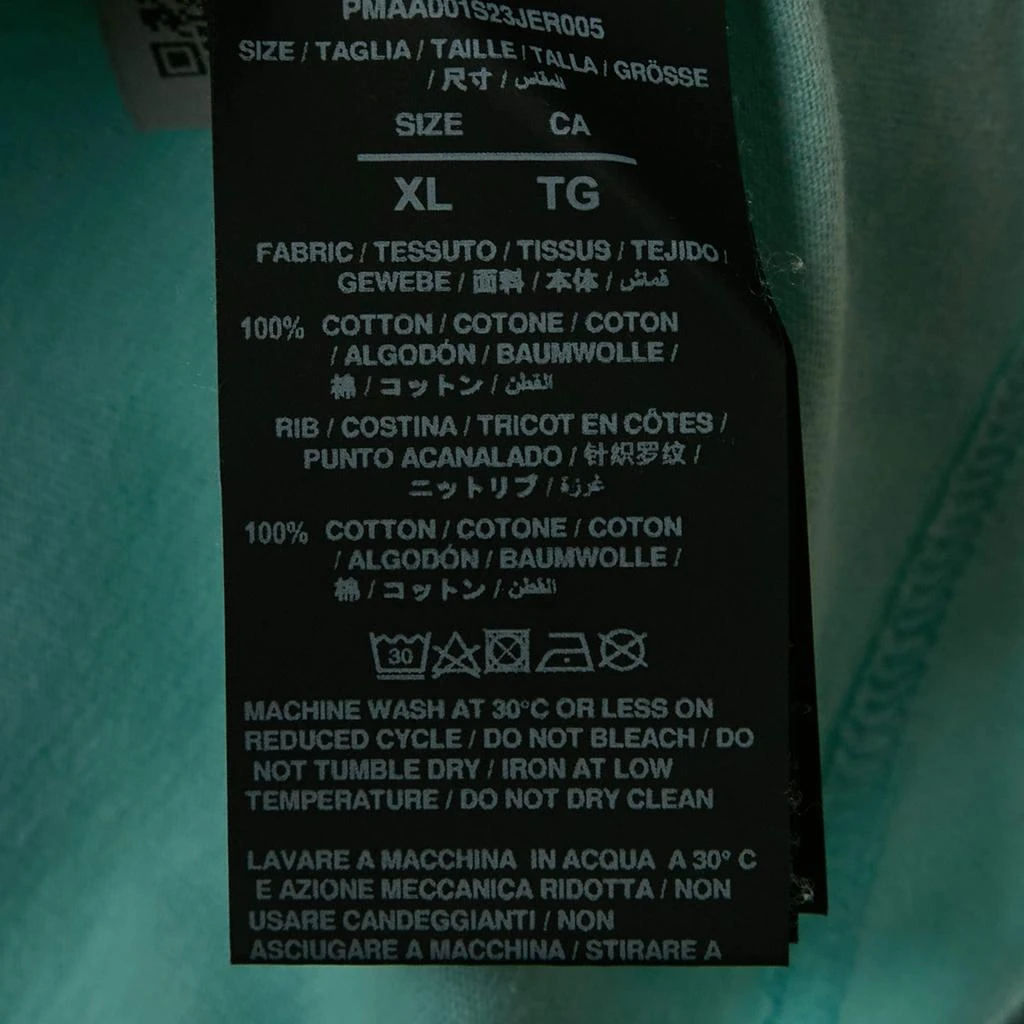 PMAA001S23JER005
SIZE / TAGLIA / TAILLE / TALLA / GRÖSSE
/ 尺寸 / المقاس
SIZE CA
XL TG
FABRIC / TESSUTO / TISSUS / TEJIDO /
GEWEBE / 面料 / 本体 / قماش
100% COTTON / COTONE / COTON
/ ALGODÓN / BAUMWOLLE /
棉 / コットン / القطن
RIB / COSTINA / TRICOT EN CÔTES /
PUNTO ACANALADO / 针织罗纹 /
ニットリブ / غرزة
100% COTTON / COTONE / COTON
/ ALGODÓN / BAUMWOLLE /
棉 / コットン / القطن
30
MACHINE WASH AT 30°C OR LESS ON
REDUCED CYCLE / DO NOT BLEACH / DO
NOT TUMBLE DRY / IRON AT LOW
TEMPERATURE / DO NOT DRY CLEAN
LAVARE A MACCHINA IN ACQUA A 30° C
E AZIONE MECCANICA RIDOTTA / NON
USARE CANDEGGIANTI / NON
ASCIUGARE A MACCHINA / STIRARE A